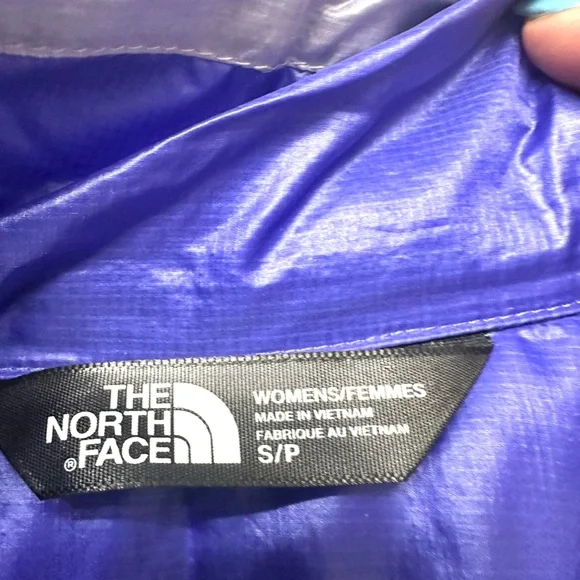 THE
NORTH
FACE
®
WOMENS/FEMMES
MADE IN VIETNAM
FABRIQUE AU VIETNAM
S/P